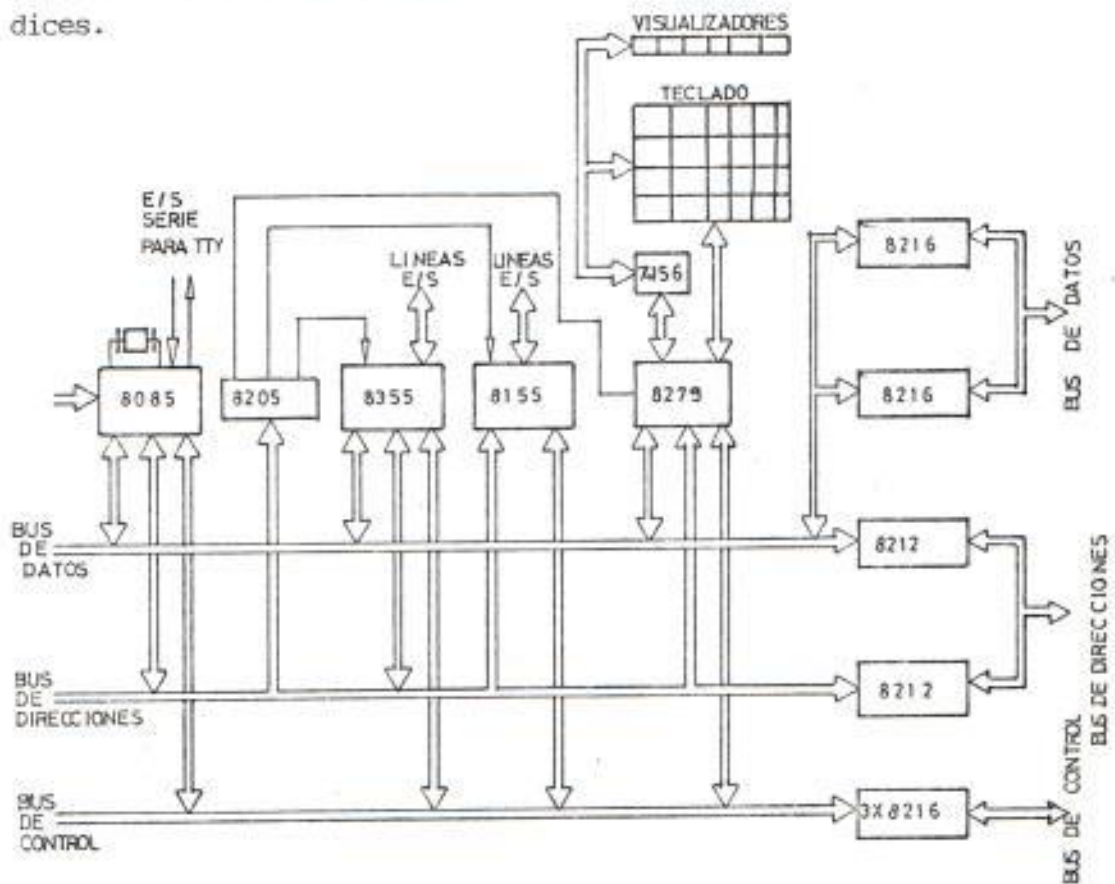 dices.
VISUALIZADORES
TECLADO
E/S
SERIE
PARA TTY
LINEAS
E/S
LINEAS
E/S
7456
8085
8205
8355
8155
8279
8216
8216
BUS DE DATOS
BUS
DE
DATOS
8212
BUS DE DIRECCIONES
BUS
DE
DIRECCIONES
8212
BUS
DE
CONTROL
3X8216
BUS DE CONTROL